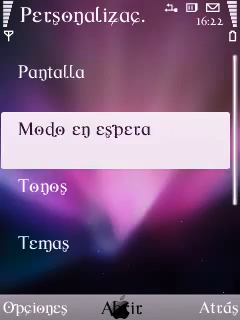 Personalizac.
16:22
Pantalla
Modo en espera
Tonos
Temas
Opciones Abrir Atrás